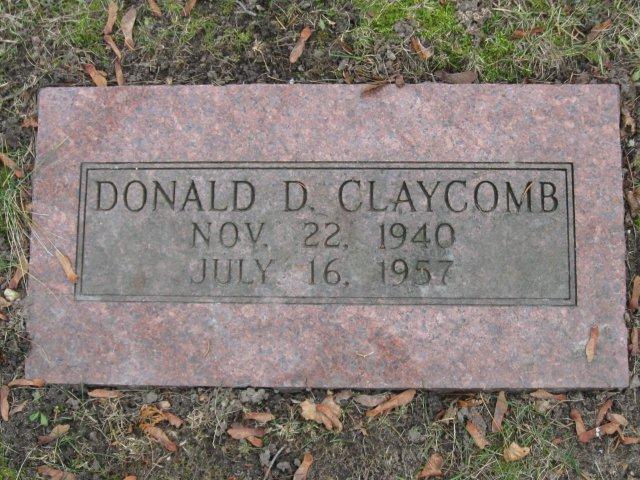 DONALD D. CLAYCOMB
NOV. 22, 1940
JULY 16, 1957